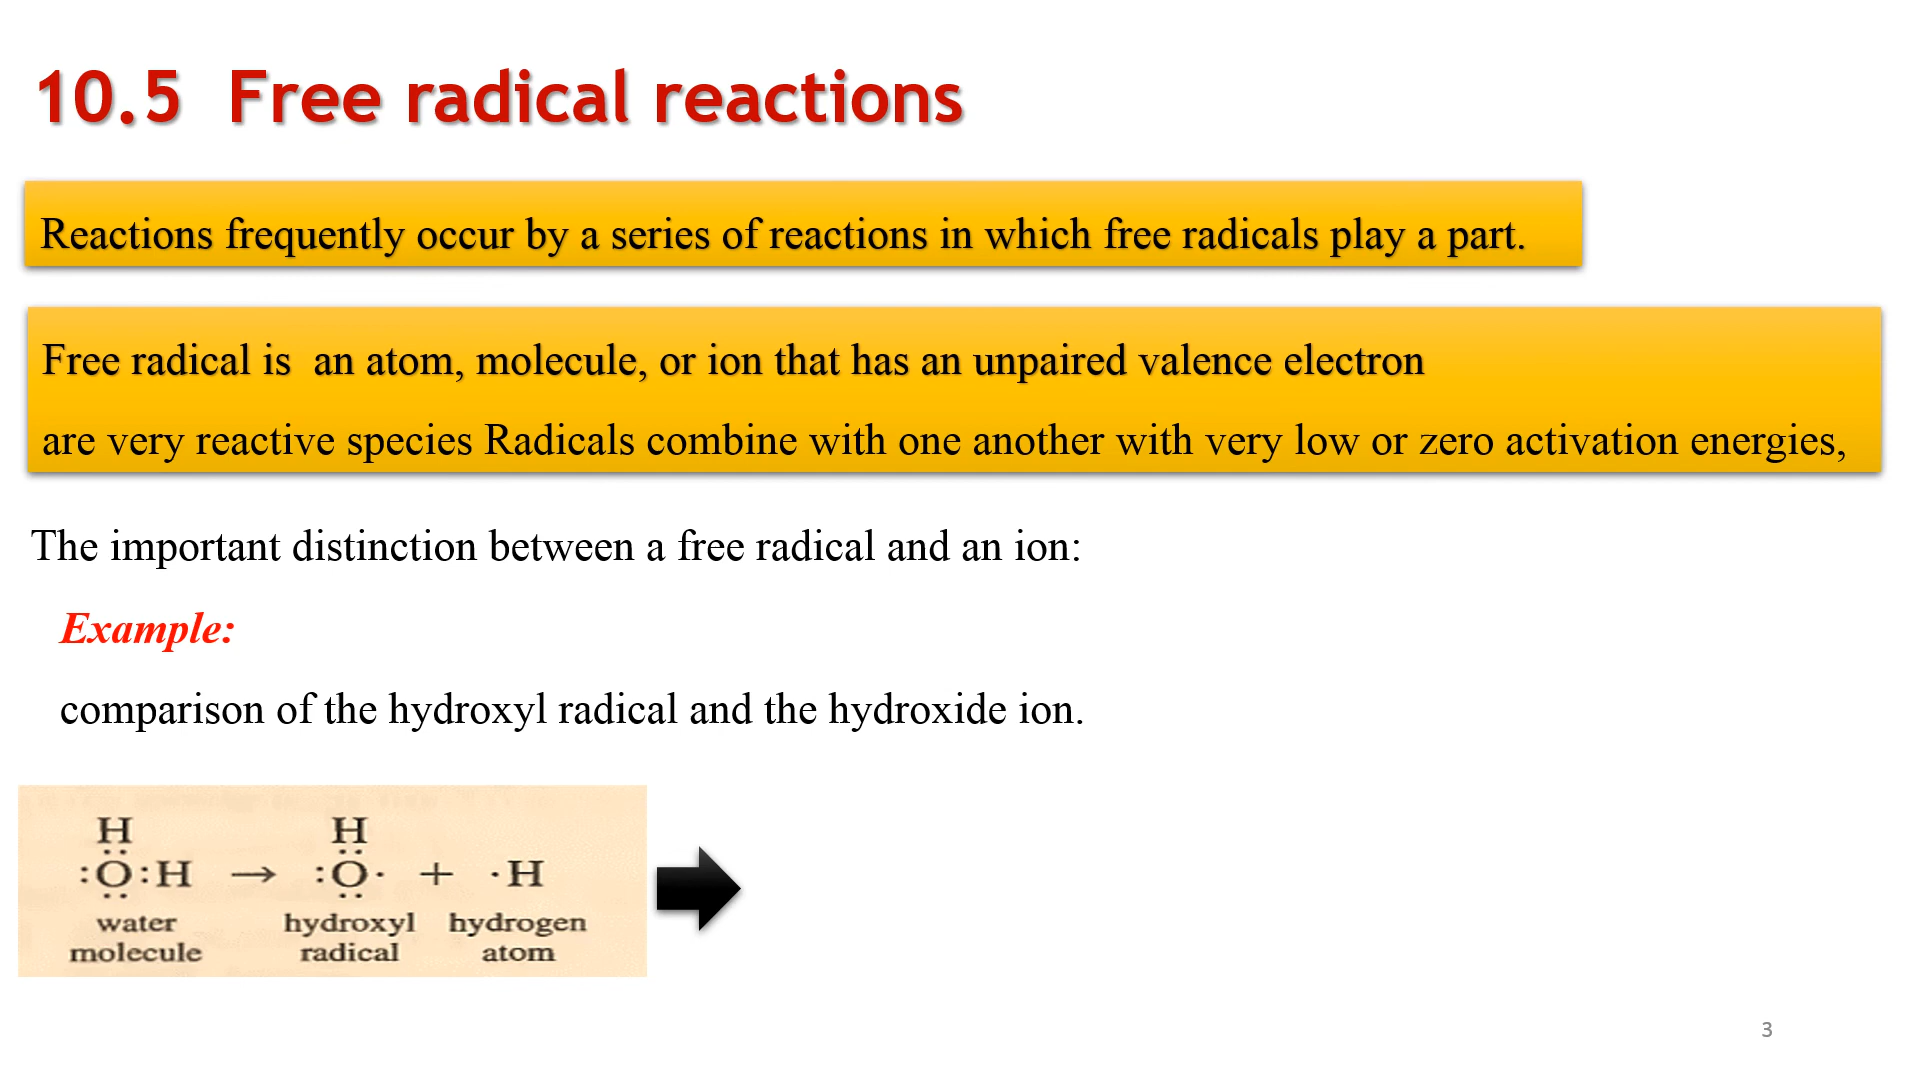 10.5 Free radical reactions
Reactions frequently occur by a series of reactions in which free radicals play a part.
Free radical is an atom, molecule, or ion that has an unpaired valence electron
are very reactive species Radicals combine with one another with very low or zero activation energies,
The important distinction between a free radical and an ion:
Example:
comparison of the hydroxyl radical and the hydroxide ion.
H H
:O:H → :O· + ·H
water hydroxyl hydrogen
molecule radical atom
3